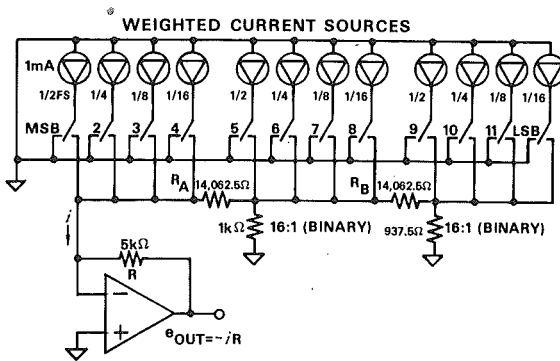 WEIGHTED CURRENT SOURCES
1mA
1/2FS 1/4 1/8 1/16 1/2 1/4 1/8 1/16 1/2 1/4 1/8 1/16
MSB 2 3 4 5 6 7 8 9 10 11 LSB
RA 14,062.5Ω RB 14,062.5Ω
1kΩ 16:1 (BINARY) 937.5Ω 16:1 (BINARY)
i
5kΩ
R
−
+
eOUT=-iR